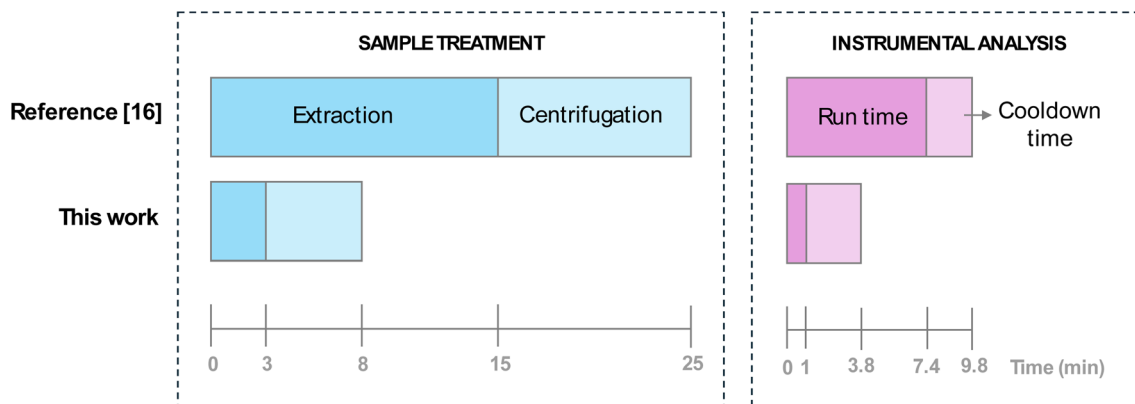 SAMPLE TREATMENT
INSTRUMENTAL ANALYSIS
Reference [16]
Extraction
Centrifugation
Run time
Cooldown
time
This work
0 3 8 15 25
0 1 3.8 7.4 9.8 Time (min)